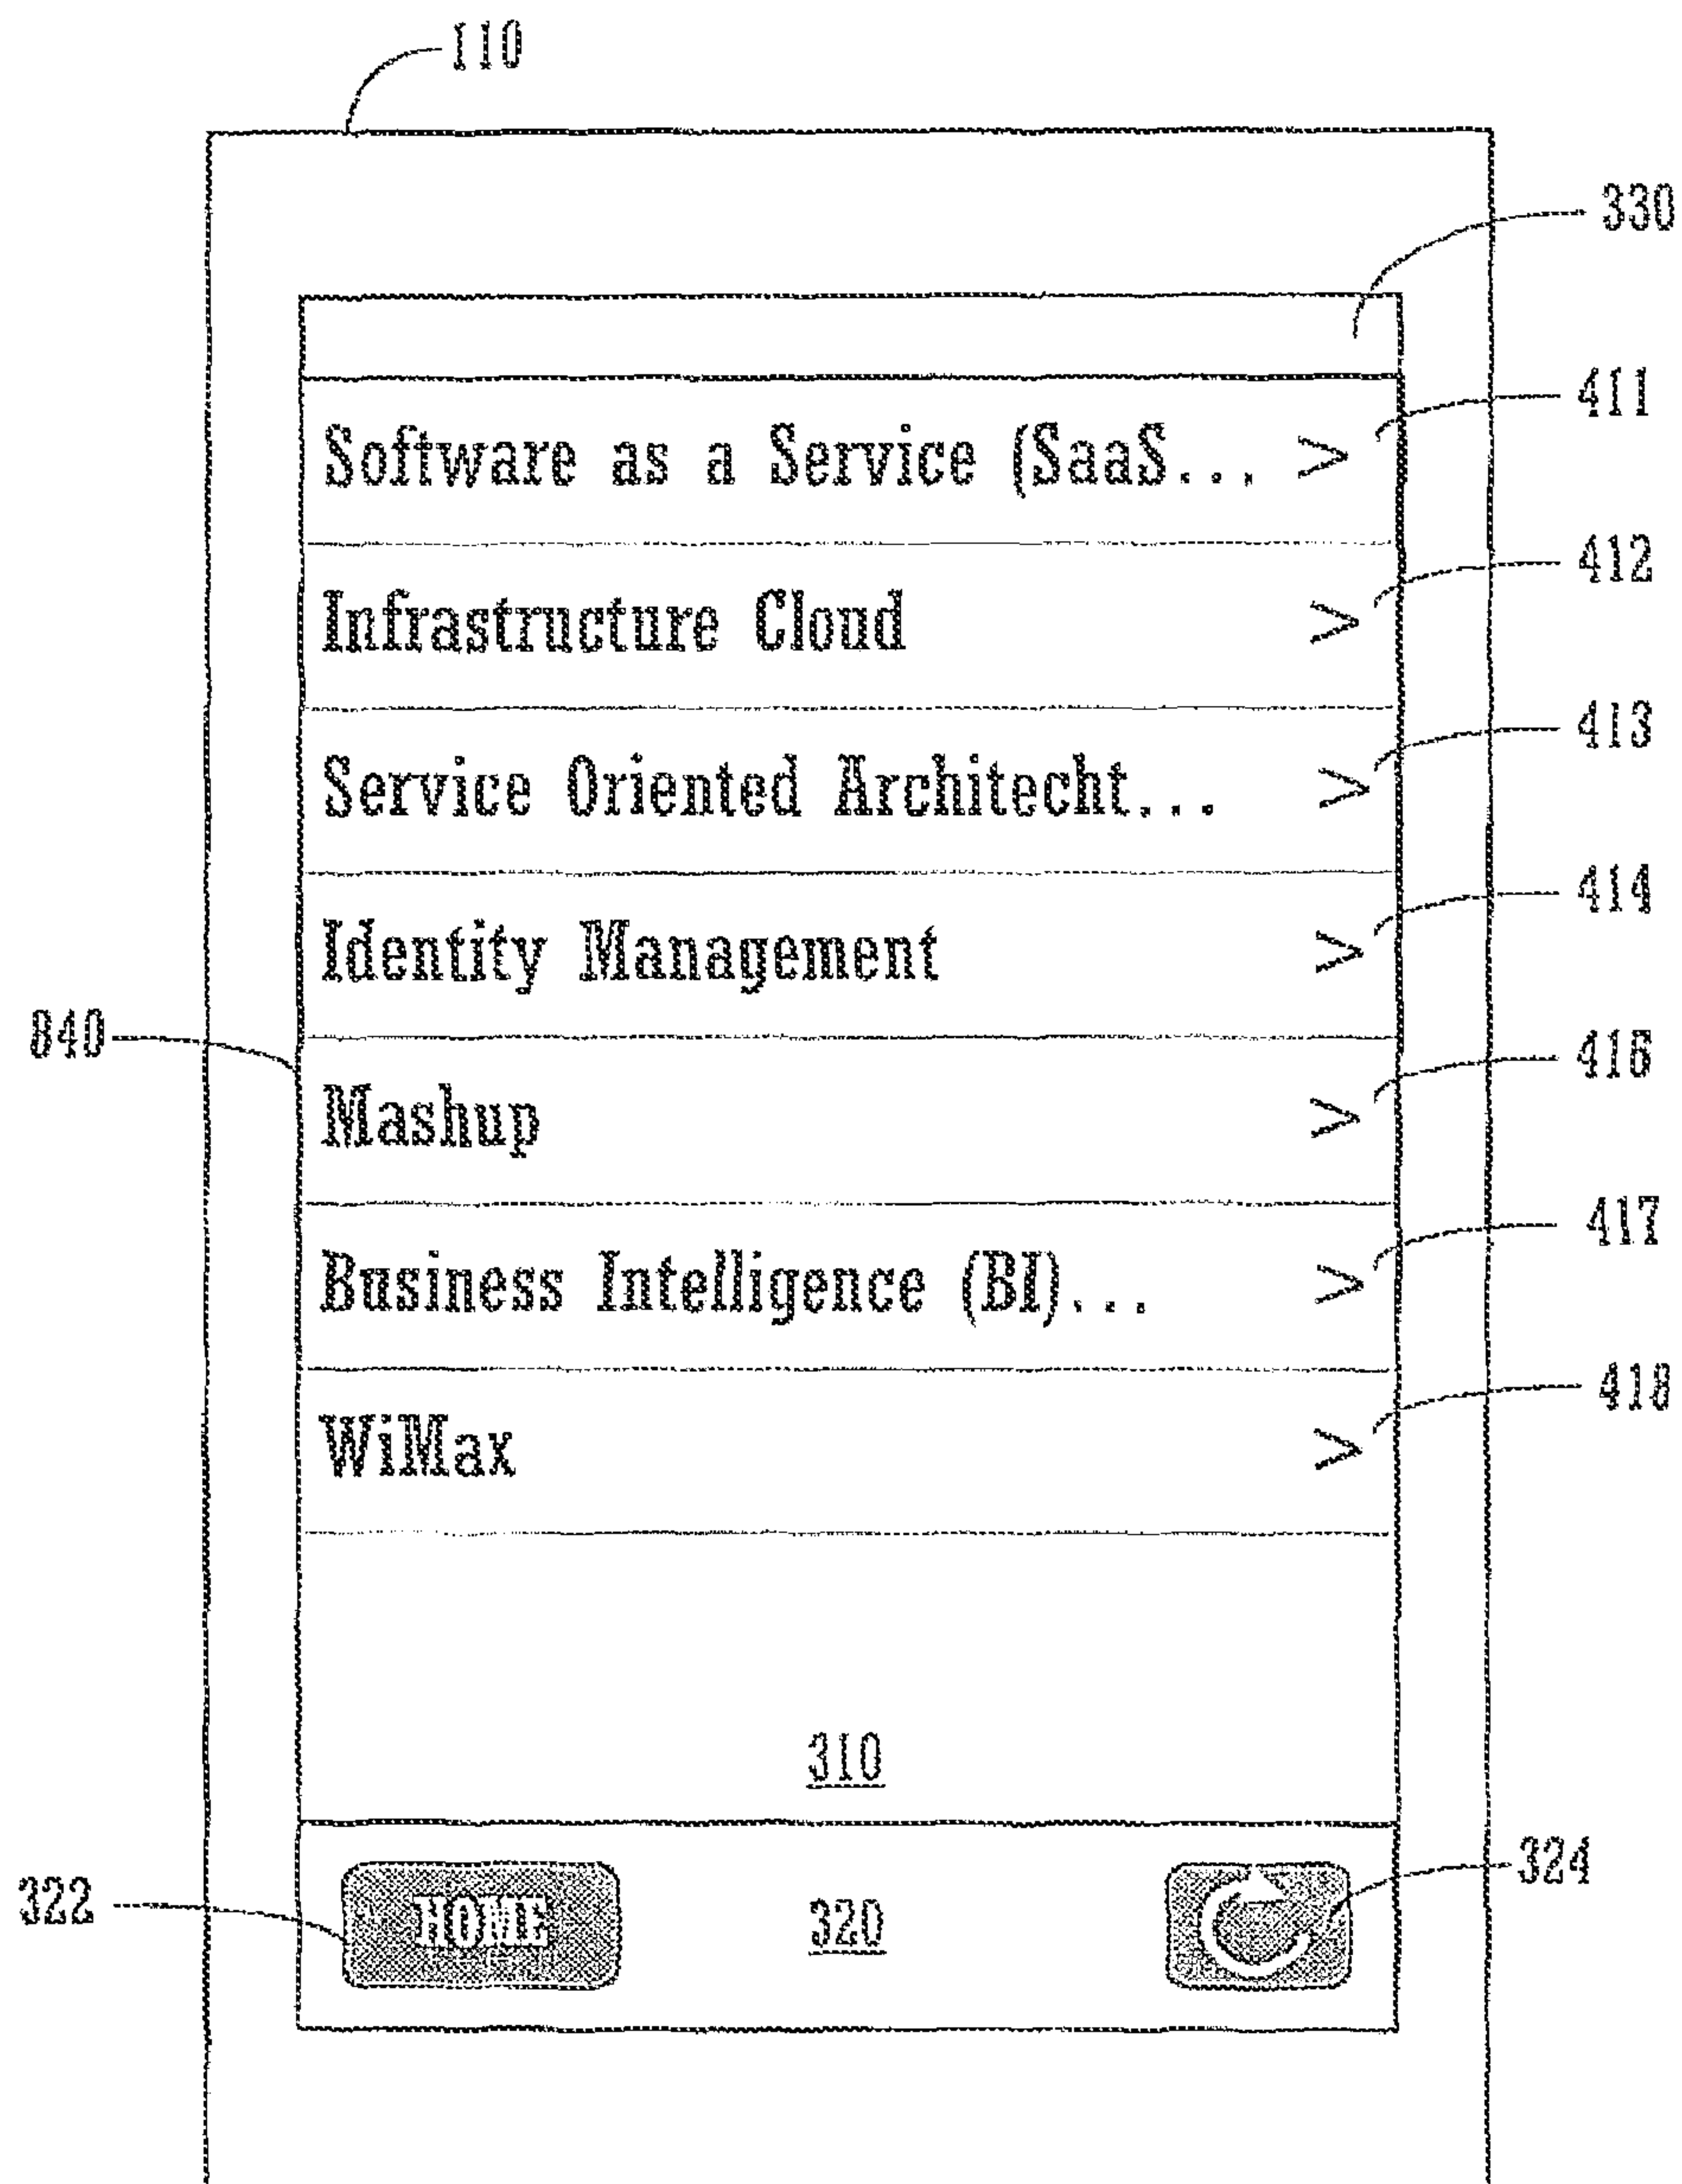 110
330
Software as a Service (SaaS... > 411
Infrastructure Cloud > 412
Service Oriented Architecht... > 413
Identity Management > 414
840
Mashup > 416
Business Intelligence (BI)... > 417
WiMax > 418
310
322 HOME 320 324